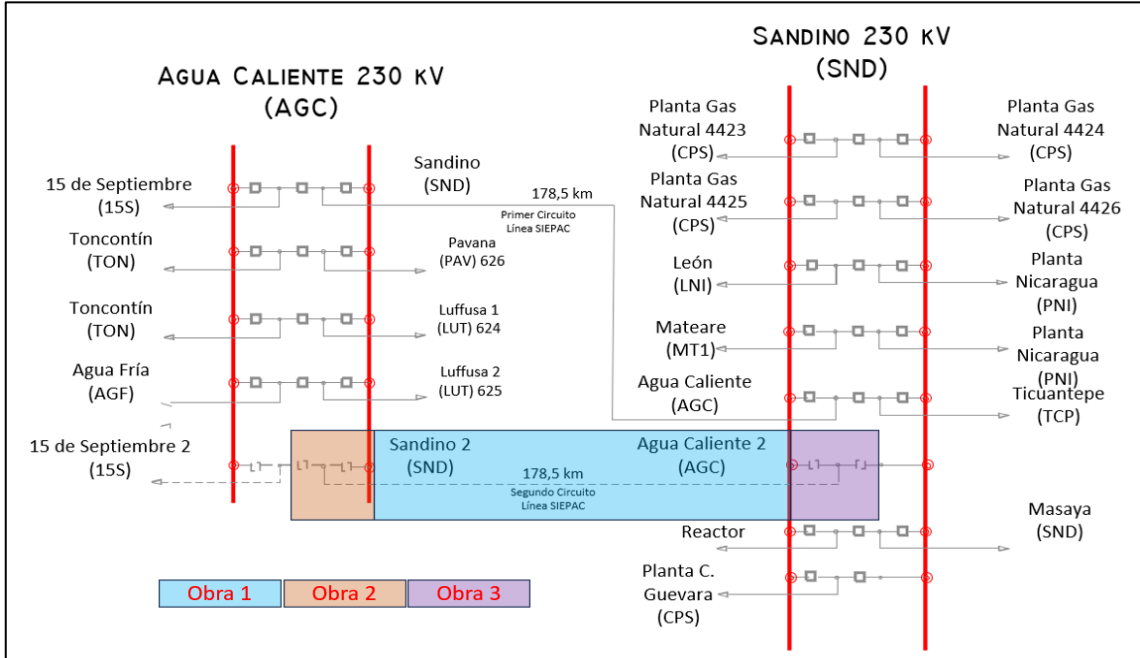 AGUA CALIENTE 230 KV
(AGC)
15 de Septiembre
(15S)
Sandino
(SND)
178,5 km
Primer Circuito
Línea SIEPAC
Toncontín
(TON)
Pavana
(PAV) 626
Toncontín
(TON)
Luffusa 1
(LUT) 624
Agua Fría
(AGF)
Luffusa 2
(LUT) 625
15 de Septiembre 2
(15S)
Sandino 2
(SND)
178,5 km
Segundo Circuito
Línea SIEPAC
Agua Caliente 2
(AGC)
SANDINO 230 KV
(SND)
Planta Gas
Natural 4423
(CPS)
Planta Gas
Natural 4424
(CPS)
Planta Gas
Natural 4425
(CPS)
Planta Gas
Natural 4426
(CPS)
León
(LNI)
Planta
Nicaragua
(PNI)
Mateare
(MT1)
Planta
Nicaragua
(PNI)
Agua Caliente
(AGC)
Ticuantepe
(TCP)
Reactor
Masaya
(SND)
Planta C.
Guevara
(CPS)
Obra 1
Obra 2
Obra 3